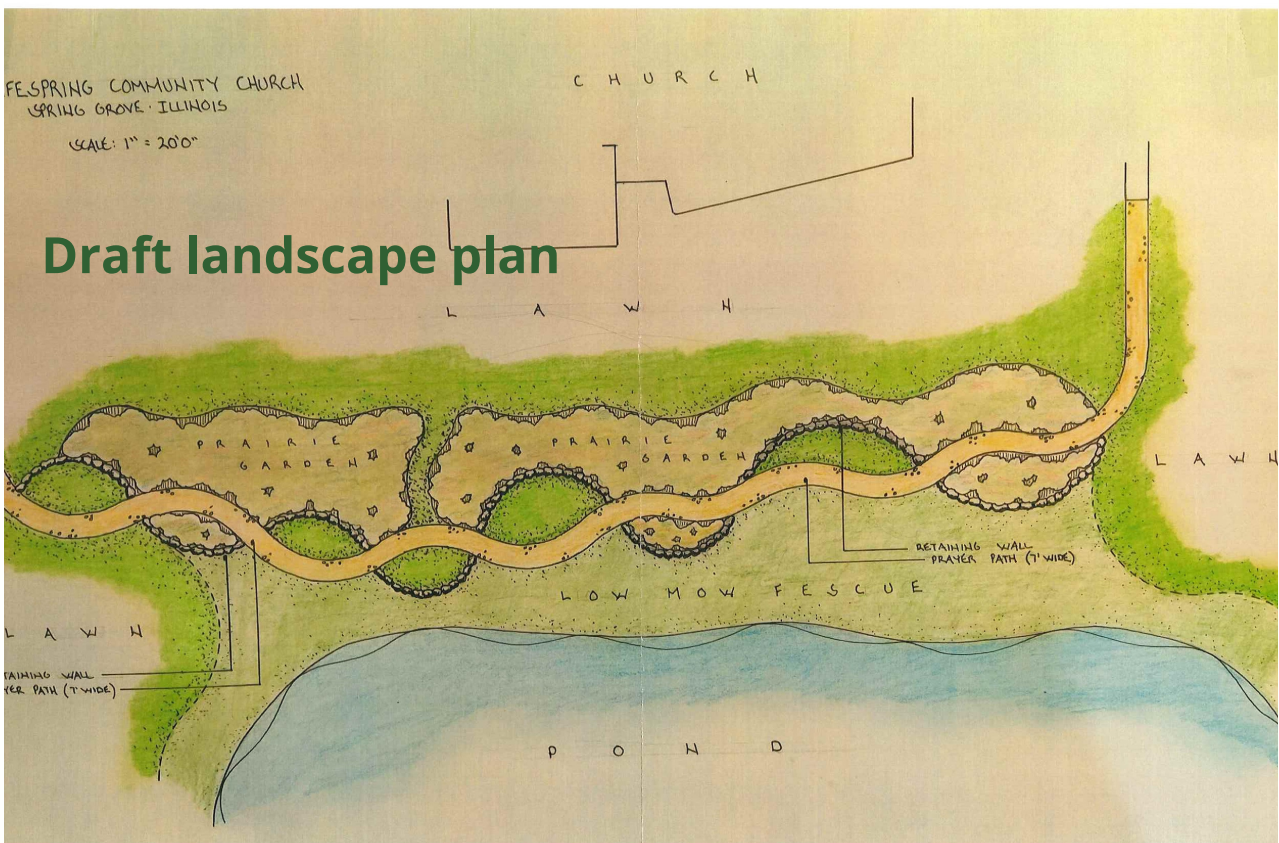 FESPRING COMMUNITY CHURCH
SPRING GROVE · ILLINOIS
SCALE: 1" = 20'0"
CHURCH
Draft landscape plan
LAWN
PRAIRIE
GARDEN
PRAIRIE
GARDEN
LAWN
RETAINING WALL
PRAYER PATH (7' WIDE)
LOW MOW FESCUE
LAWN
TAINING WALL
YER PATH (7' WIDE)
POND